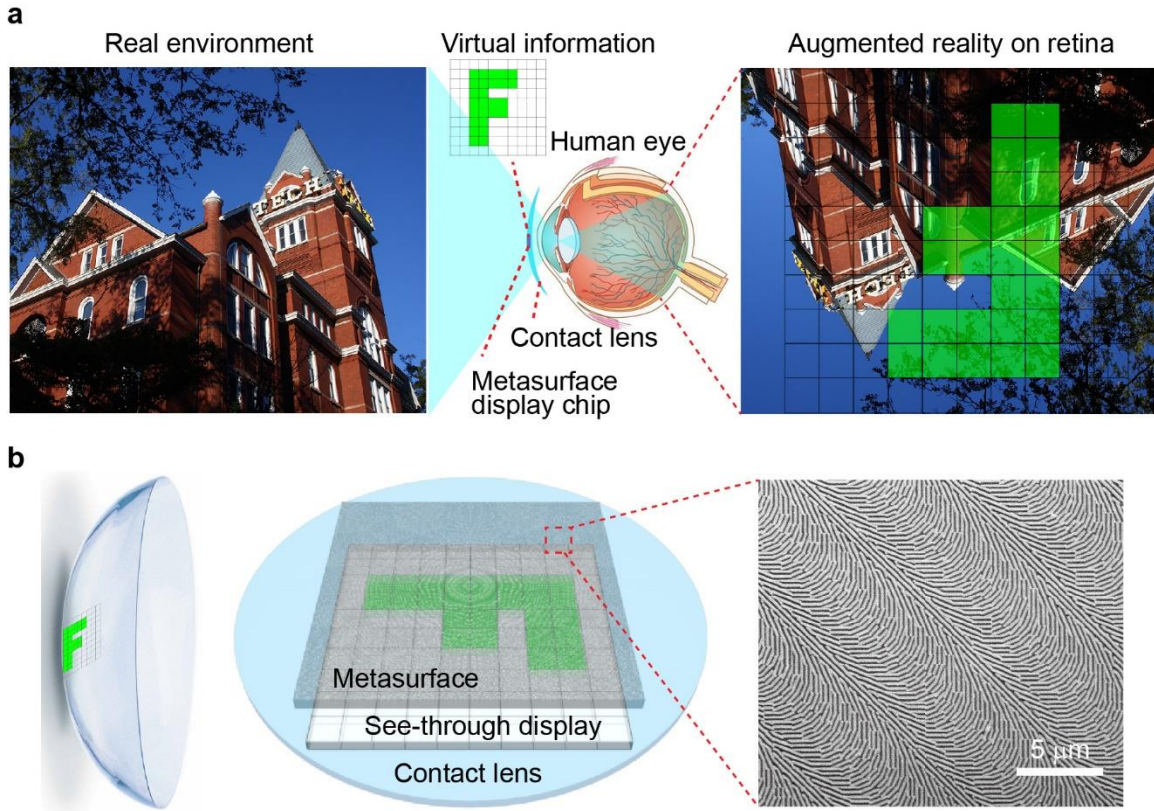 a
Real environment
Virtual information
Augmented reality on retina
F
TECH
Human eye
TECH
Contact lens
Metasurface
display chip
b
F
F
Metasurface
See-through display
Contact lens
5 μm